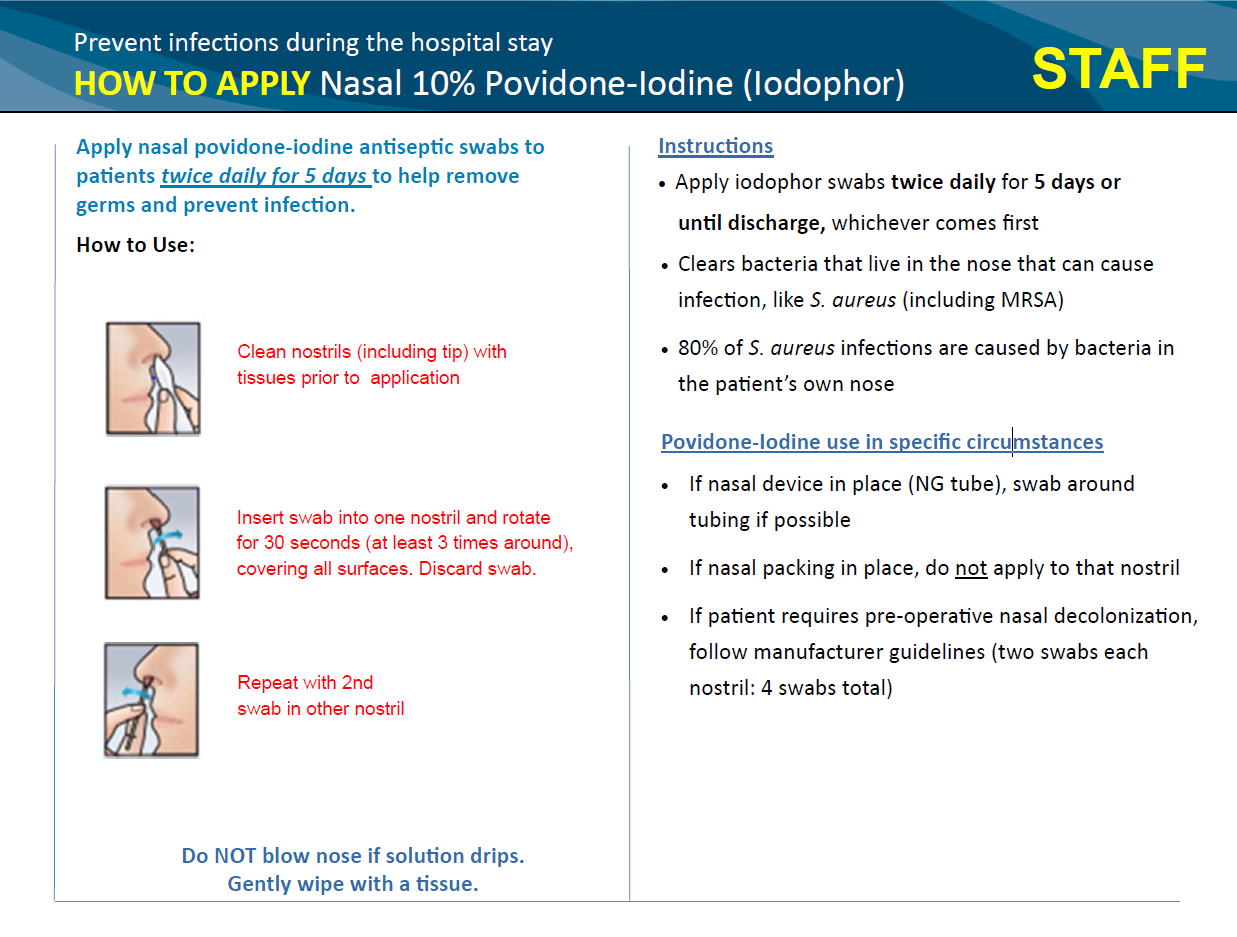 Prevent infections during the hospital stay
HOW TO APPLY Nasal 10% Povidone-Iodine (Iodophor)
STAFF
Apply nasal povidone-iodine antiseptic swabs to
patients twice daily for 5 days to help remove
germs and prevent infection.
How to Use:
Clean nostrils (including tip) with
tissues prior to application
Insert swab into one nostril and rotate
for 30 seconds (at least 3 times around),
covering all surfaces. Discard swab.
Repeat with 2nd
swab in other nostril
Do NOT blow nose if solution drips.
Gently wipe with a tissue.
Instructions
• Apply iodophor swabs twice daily for 5 days or
until discharge, whichever comes first
• Clears bacteria that live in the nose that can cause
infection, like S. aureus (including MRSA)
• 80% of S. aureus infections are caused by bacteria in
the patient's own nose
Povidone-Iodine use in specific circumstances
• If nasal device in place (NG tube), swab around
tubing if possible
• If nasal packing in place, do not apply to that nostril
• If patient requires pre-operative nasal decolonization,
follow manufacturer guidelines (two swabs each
nostril: 4 swabs total)